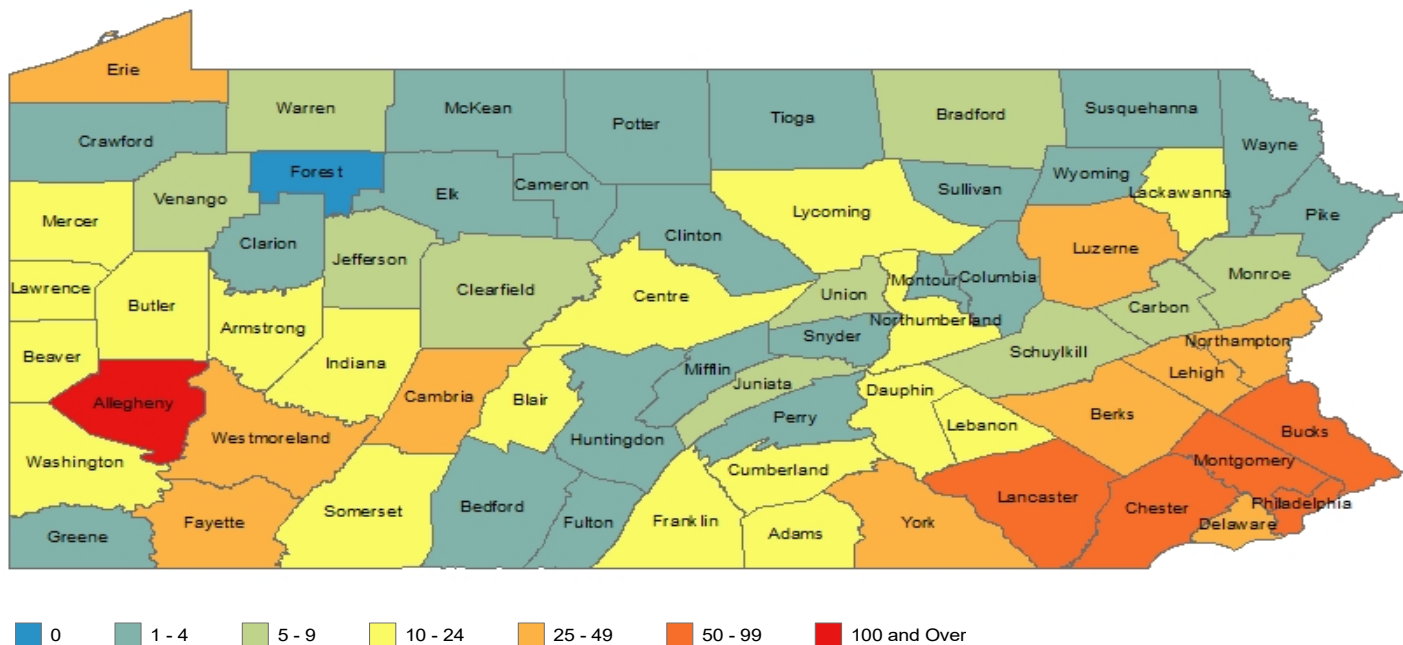 Erie
Warren
McKean
Potter
Tioga
Bradford
Susquehanna
Wayne
Crawford
Forest
Elk
Cameron
Sullivan
Wyoming
Lackawanna
Pike
Venango
Mercer
Clarion
Jefferson
Clinton
Lycoming
Luzerne
Monroe
Lawrence
Butler
Clearfield
Centre
Union
Montour
Columbia
Carbon
Armstrong
Northumberland
Beaver
Indiana
Snyder
Schuylkill
Northampton
Mifflin
Lehigh
Juniata
Dauphin
Allegheny
Cambria
Blair
Perry
Berks
Westmoreland
Huntingdon
Lebanon
Bucks
Washington
Cumberland
Montgomery
Lancaster
Somerset
Bedford
Chester
Philadelphia
Greene
Fayette
Fulton
Franklin
Adams
York
Delaware
0
1 - 4
5 - 9
10 - 24
25 - 49
50 - 99
100 and Over